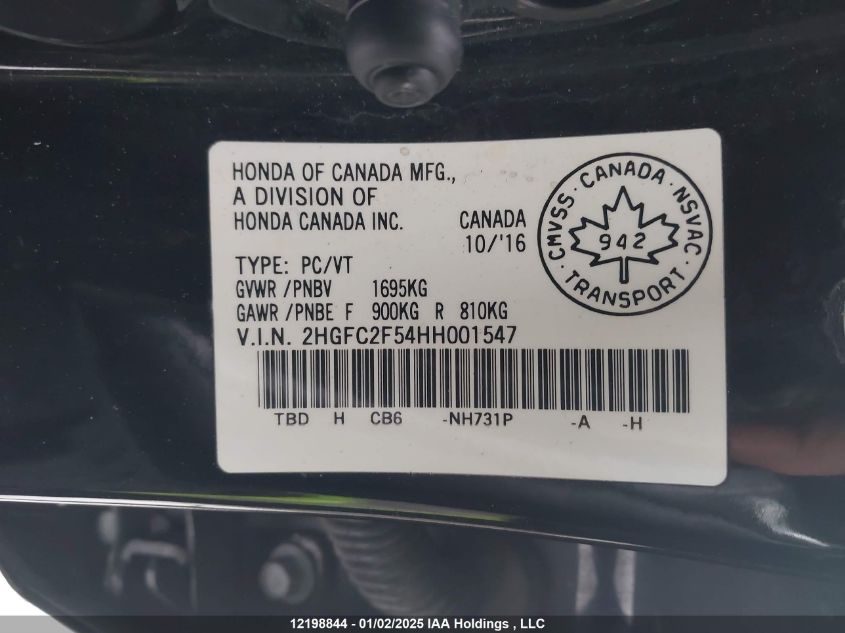 HONDA OF CANADA MFG.,
A DIVISION OF
HONDA CANADA INC. CANADA
10/'16
CMVSS · CANADA · NSVAC
942
· TRANSPORT ·
TYPE: PC/VT
GVWR /PNBV 1695KG
GAWR /PNBE F 900KG R 810KG
V.I.N. 2HGFC2F54HH001547
TBD H CB6 -NH731P -A -H
12198844 - 01/02/2025 IAA Holdings , LLC